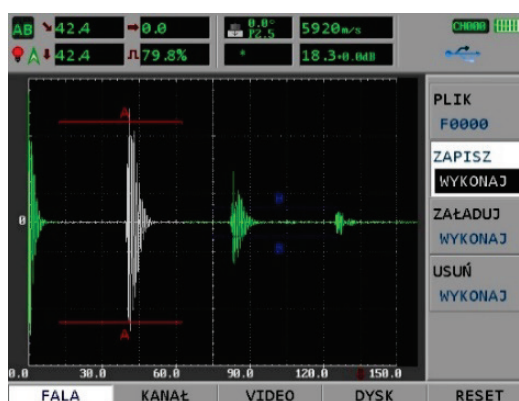 AB 42.4 0.0 0.0° P2.5 5920m/s CH000
A 42.4 79.8% * 18.3+0.0dB
PLIK
F0000
ZAPISZ
WYKONAJ
ZAŁADUJ
WYKONAJ
USUŃ
WYKONAJ
A
B
0
B
A
0.0 30.0 60.0 90.0 120.0 150.0
FALA KANAŁ VIDEO DYSK RESET